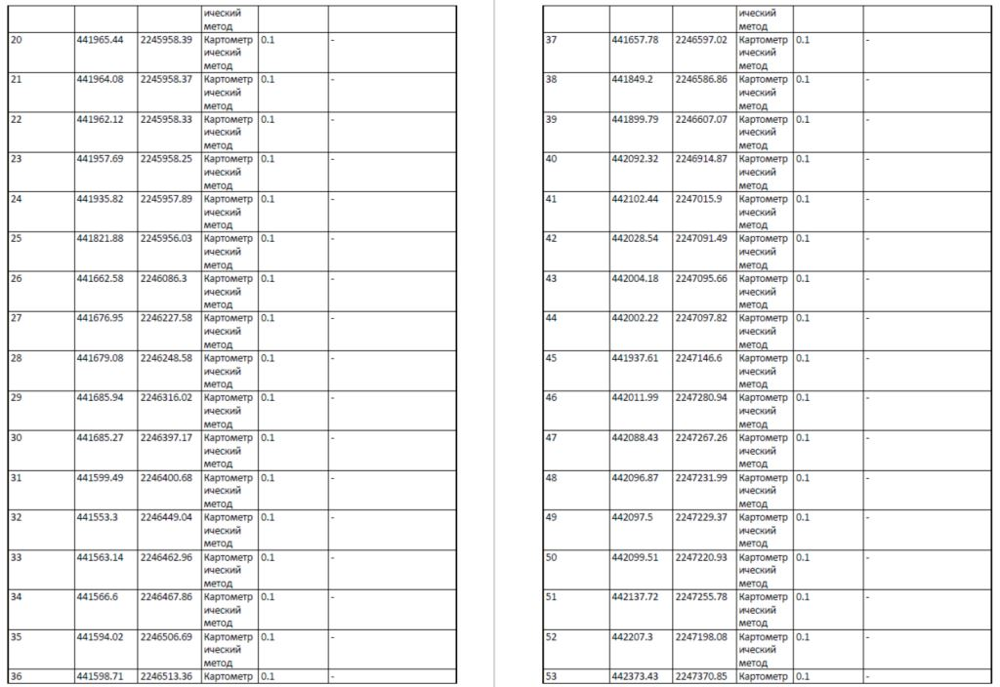 ический
метод
20 441965.44 2245958.39 Картометр 0.1 -
ический
метод
21 441964.08 2245958.37 Картометр 0.1 -
ический
метод
22 441962.12 2245958.33 Картометр 0.1 -
ический
метод
23 441957.69 2245958.25 Картометр 0.1 -
ический
метод
24 441935.82 2245957.89 Картометр 0.1 -
ический
метод
25 441821.88 2245956.03 Картометр 0.1 -
ический
метод
26 441662.58 2246086.3 Картометр 0.1 -
ический
метод
27 441676.95 2246227.58 Картометр 0.1 -
ический
метод
28 441679.08 2246248.58 Картометр 0.1 -
ический
метод
29 441685.94 2246316.02 Картометр 0.1 -
ический
метод
30 441685.27 2246397.17 Картометр 0.1 -
ический
метод
31 441599.49 2246400.68 Картометр 0.1 -
ический
метод
32 441553.3 2246449.04 Картометр 0.1 -
ический
метод
33 441563.14 2246462.96 Картометр 0.1 -
ический
метод
34 441566.6 2246467.86 Картометр 0.1 -
ический
метод
35 441594.02 2246506.69 Картометр 0.1 -
ический
метод
36 441598.71 2246513.36 Картометр 0.1 -
ический
метод
37 441657.78 2246597.02 Картометр 0.1 -
ический
метод
38 441849.2 2246586.86 Картометр 0.1 -
ический
метод
39 441899.79 2246607.07 Картометр 0.1 -
ический
метод
40 442092.32 2246914.87 Картометр 0.1 -
ический
метод
41 442102.44 2247015.9 Картометр 0.1 -
ический
метод
42 442028.54 2247091.49 Картометр 0.1 -
ический
метод
43 442004.18 2247095.66 Картометр 0.1 -
ический
метод
44 442002.22 2247097.82 Картометр 0.1 -
ический
метод
45 441937.61 2247146.6 Картометр 0.1 -
ический
метод
46 442011.99 2247280.94 Картометр 0.1 -
ический
метод
47 442088.43 2247267.26 Картометр 0.1 -
ический
метод
48 442096.87 2247231.99 Картометр 0.1 -
ический
метод
49 442097.5 2247229.37 Картометр 0.1 -
ический
метод
50 442099.51 2247220.93 Картометр 0.1 -
ический
метод
51 442137.72 2247255.78 Картометр 0.1 -
ический
метод
52 442207.3 2247198.08 Картометр 0.1 -
ический
метод
53 442373.43 2247370.85 Картометр 0.1 -